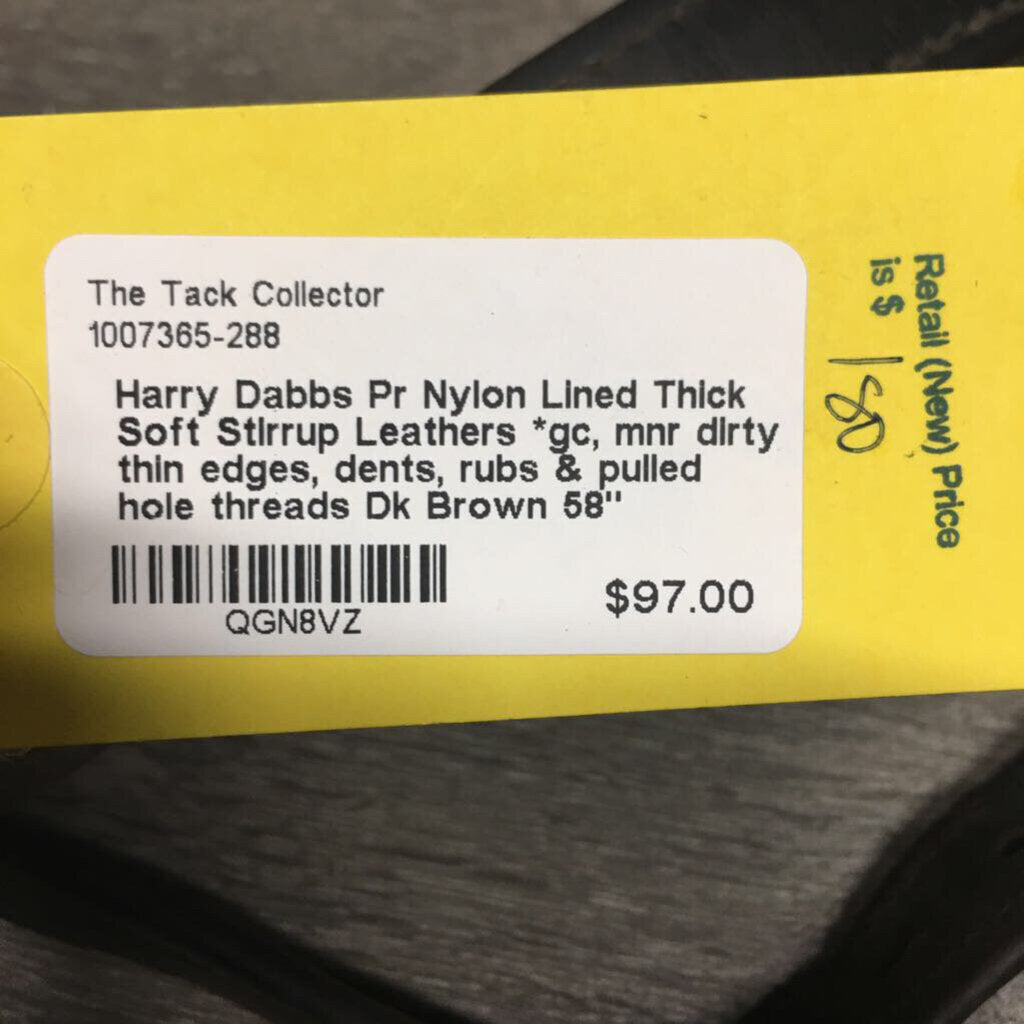 The Tack Collector
1007365-288
Harry Dabbs Pr Nylon Lined Thick
Soft Stirrup Leathers *gc, mnr dirty
thin edges, dents, rubs & pulled
hole threads Dk Brown 58"
QGN8VZ
$97.00
Retail (New) Price
is $ 180